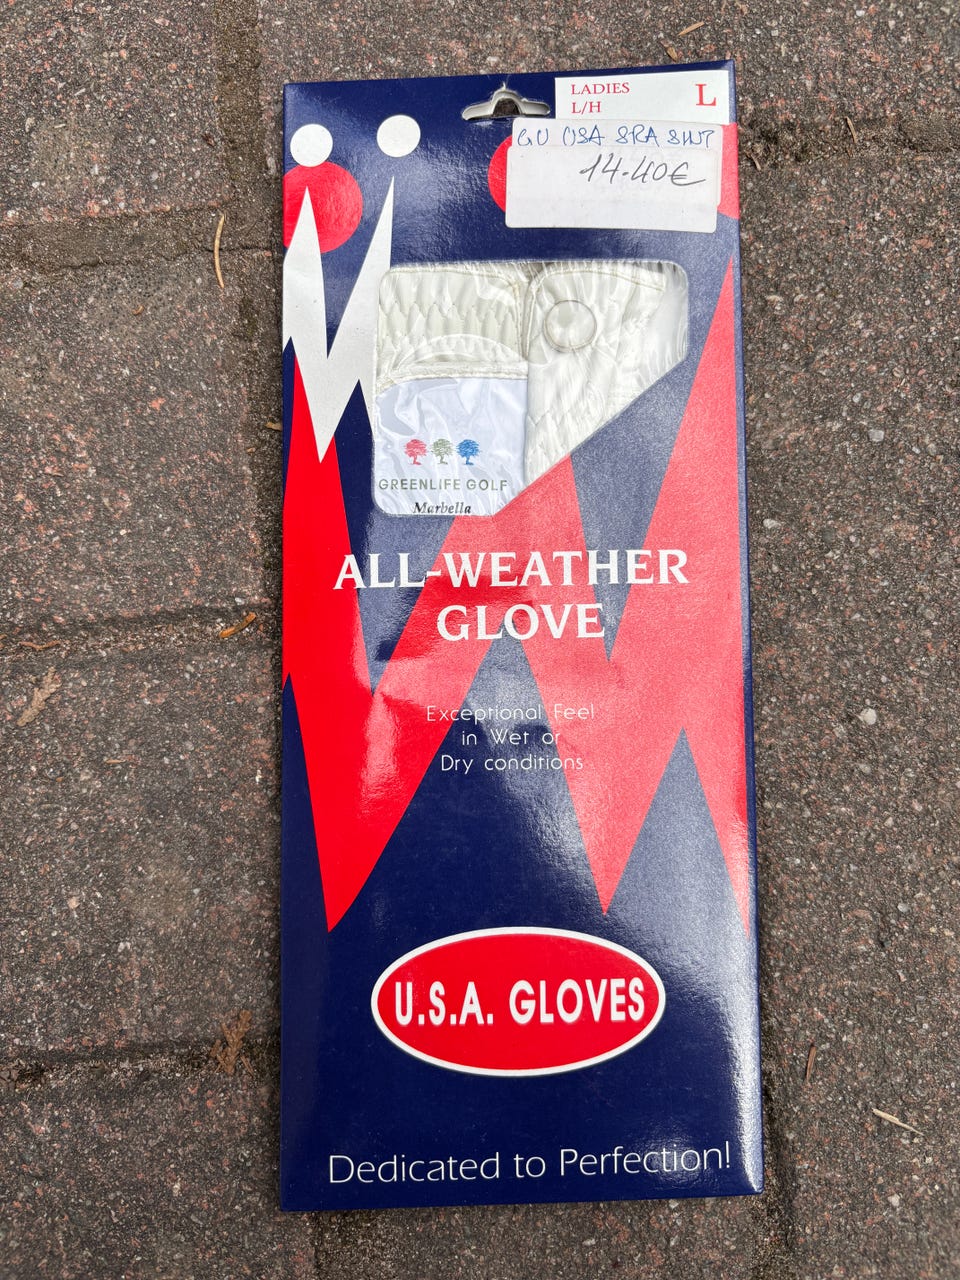 LADIES L
L/H
GU USA SRA SINT
14.40€
GREENLIFE GOLF
Marbella
ALL-WEATHER
GLOVE
Exceptional Feel
in Wet or
Dry conditions
U.S.A. GLOVES
Dedicated to Perfection!